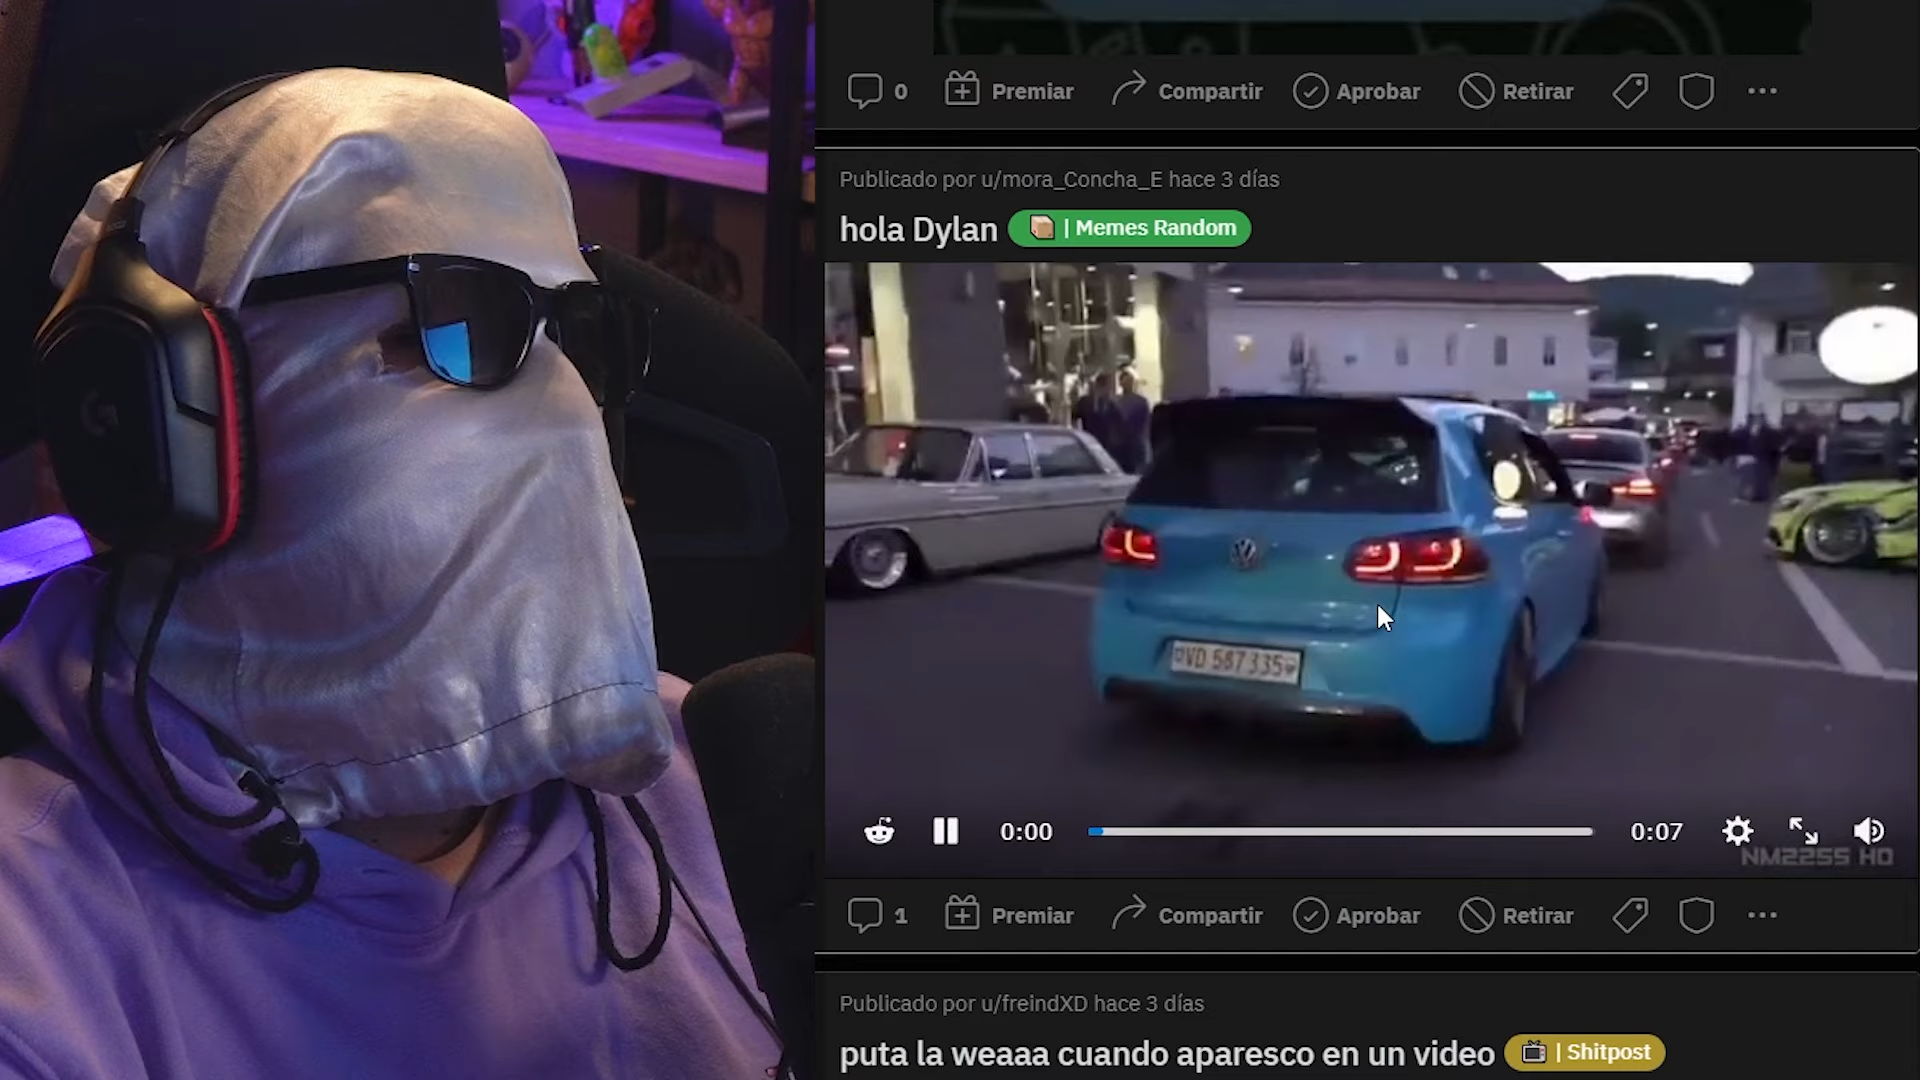 0 Premiar Compartir Aprobar Retirar
Publicado por u/mora_Concha_E hace 3 días
hola Dylan | Memes Random
VD 587335
0:00 0:07
NM2255 HD
1 Premiar Compartir Aprobar Retirar
Publicado por u/freindXD hace 3 días
puta la weaaa cuando aparesco en un video | Shitpost